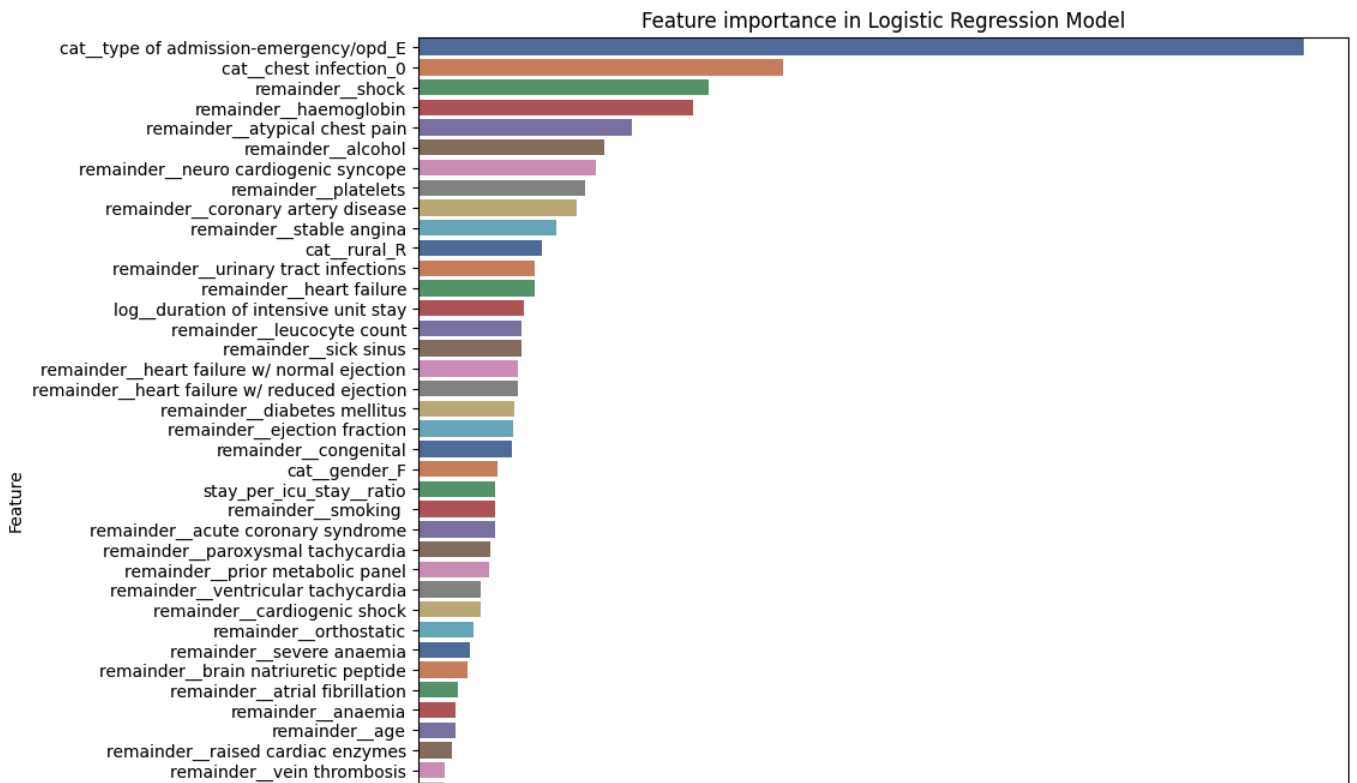 Feature importance in Logistic Regression Model
cat__type of admission-emergency/opd_E
cat__chest infection_0
remainder__shock
remainder__haemoglobin
remainder__atypical chest pain
remainder__alcohol
remainder__neuro cardiogenic syncope
remainder__platelets
remainder__coronary artery disease
remainder__stable angina
cat__rural_R
remainder__urinary tract infections
remainder__heart failure
log__duration of intensive unit stay
remainder__leucocyte count
remainder__sick sinus
remainder__heart failure w/ normal ejection
remainder__heart failure w/ reduced ejection
remainder__diabetes mellitus
remainder__ejection fraction
remainder__congenital
cat__gender_F
stay_per_icu_stay__ratio
remainder__smoking
remainder__acute coronary syndrome
remainder__paroxysmal tachycardia
remainder__prior metabolic panel
remainder__ventricular tachycardia
remainder__cardiogenic shock
remainder__orthostatic
remainder__severe anaemia
remainder__brain natriuretic peptide
remainder__atrial fibrillation
remainder__anaemia
remainder__age
remainder__raised cardiac enzymes
remainder__vein thrombosis
Feature